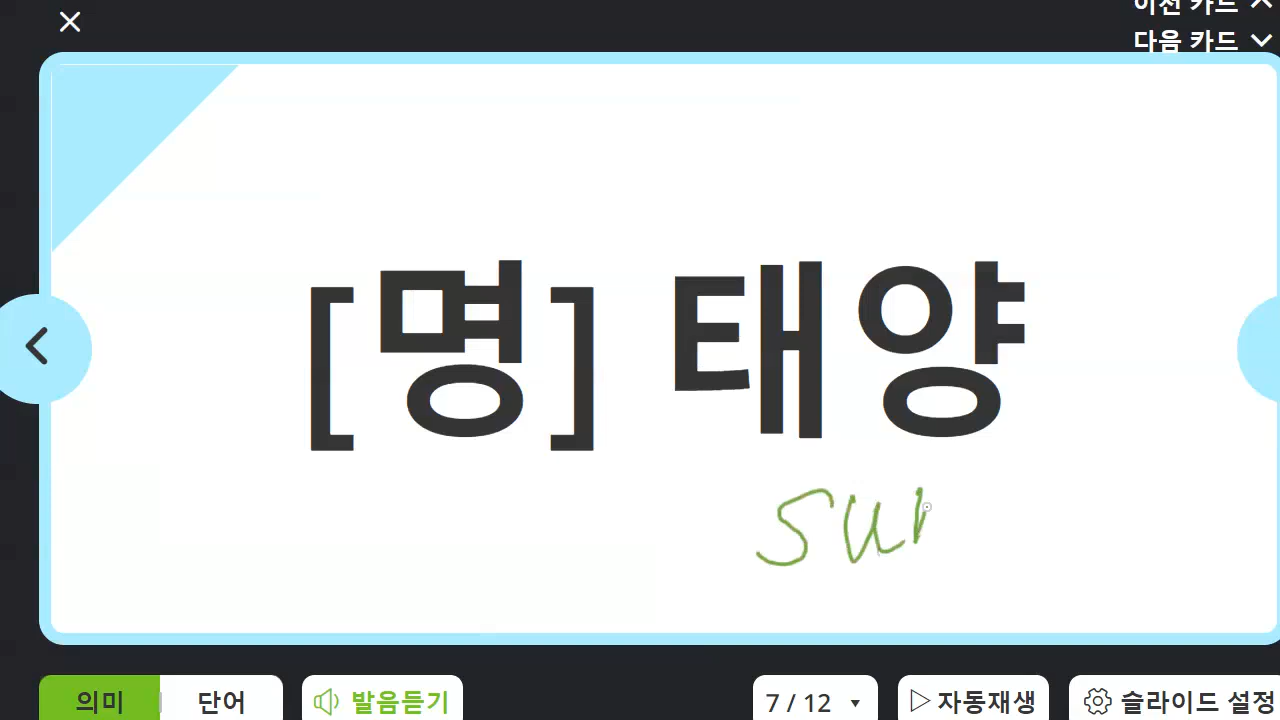 이전 카드
다음 카드
[명] 태양
su
의미 단어 발음듣기 7 / 12 자동재생 슬라이드 설정